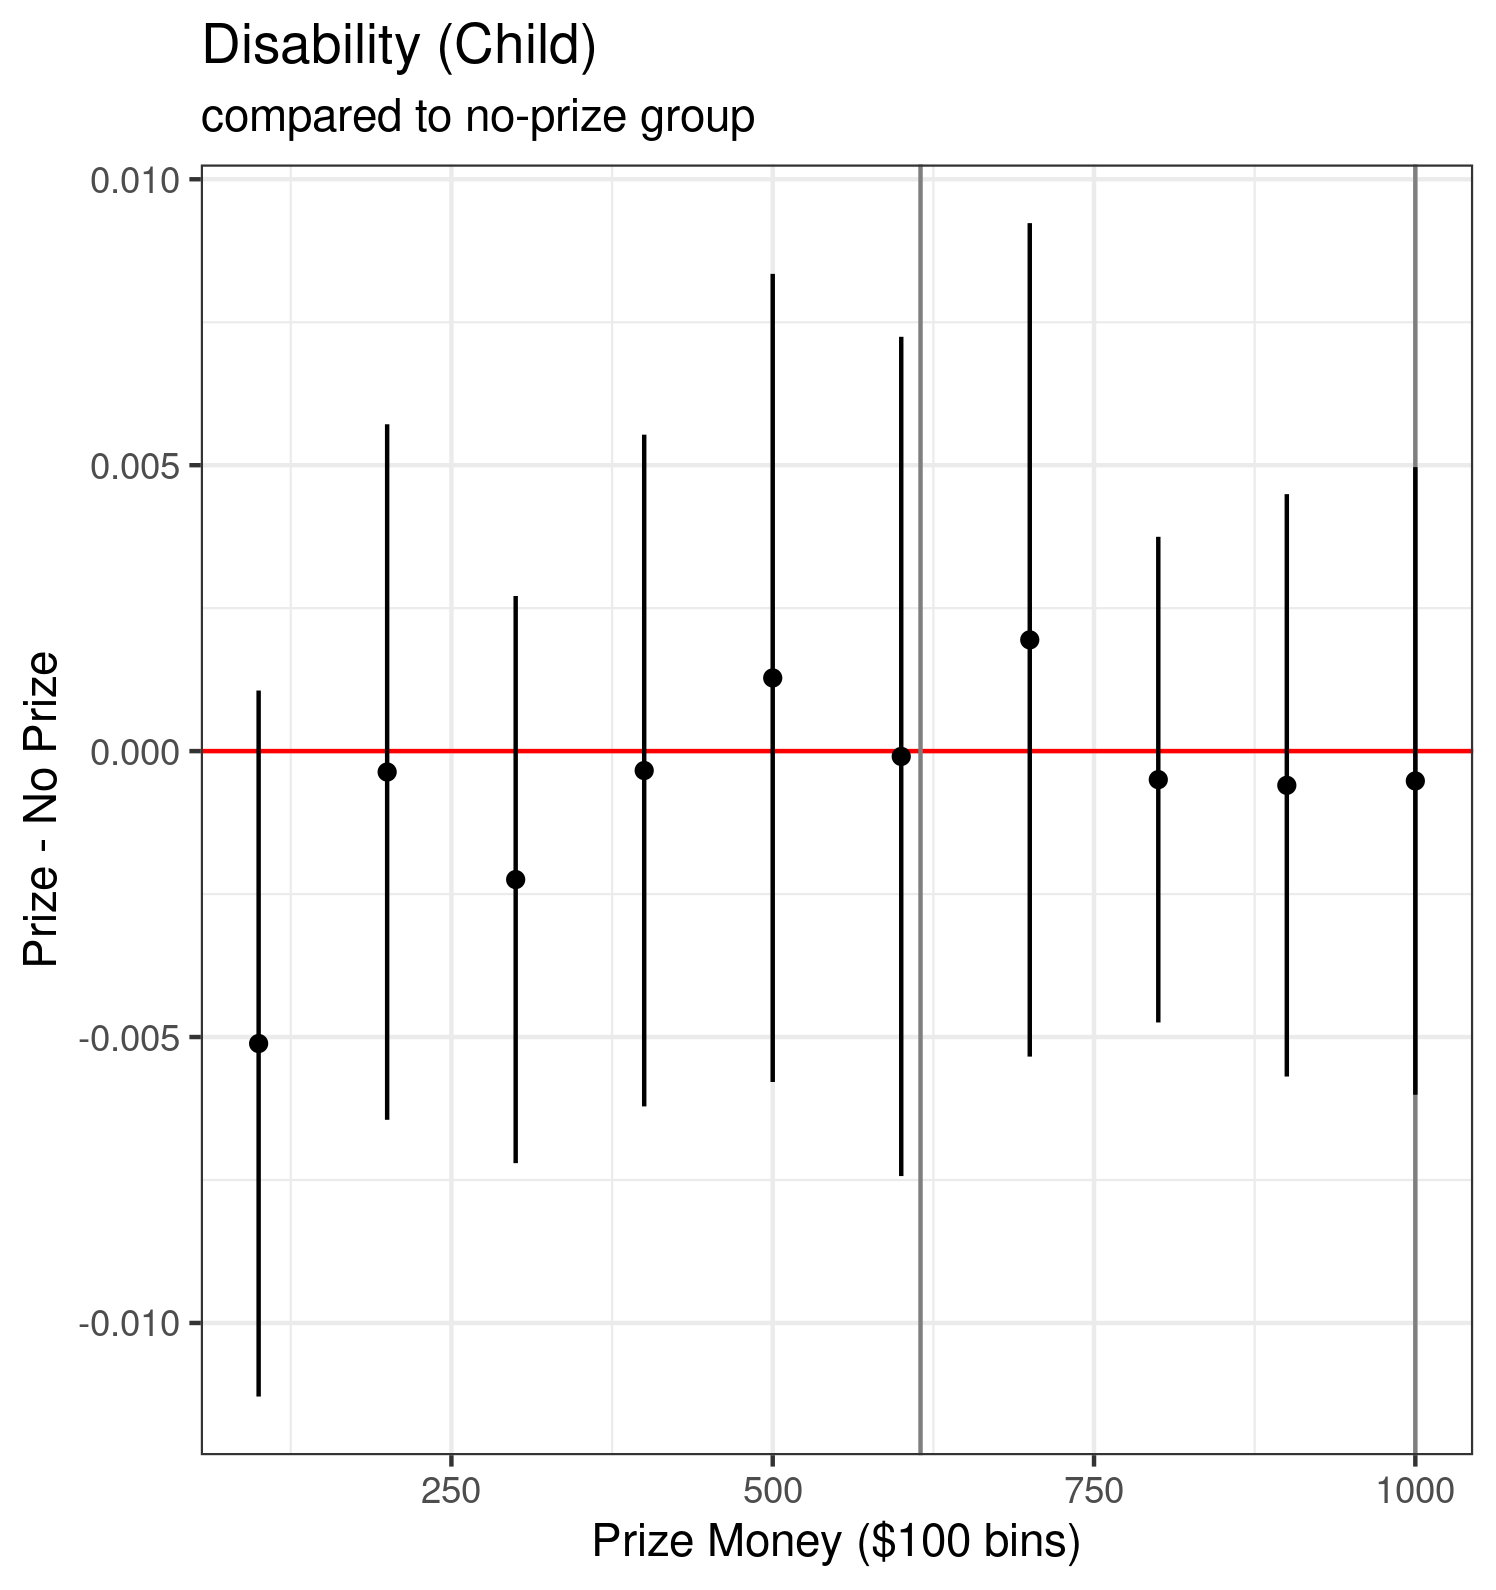 Disability (Child)
compared to no-prize group
Prize - No Prize
0.010
0.005
0.000
-0.005
-0.010
250 500 750 1000
Prize Money ($100 bins)